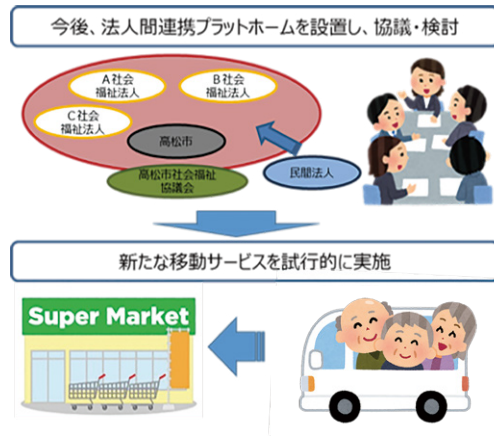 今後、法人間連携プラットホームを設置し、協議・検討
A社会
福祉法人
B社会
福祉法人
C社会
福祉法人
高松市
高松市社会福祉
協議会
民間法人
新たな移動サービスを試行的に実施
Super Market